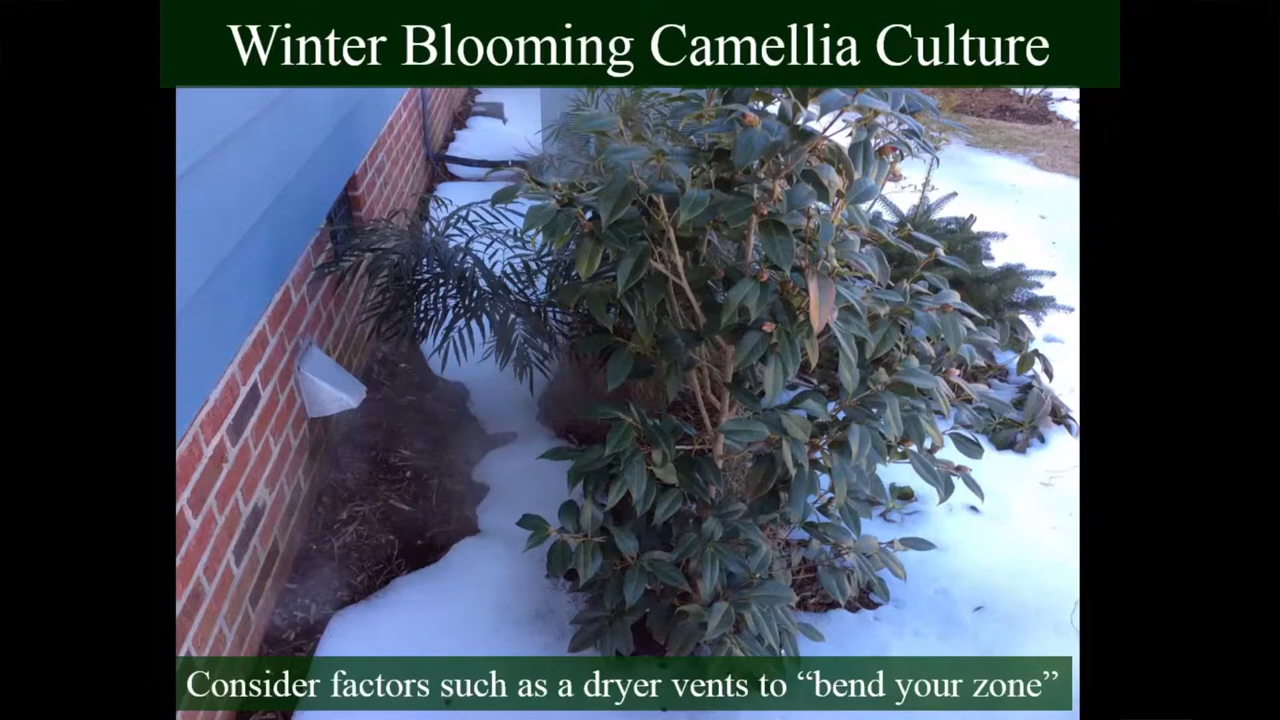 Winter Blooming Camellia Culture
Consider factors such as a dryer vents to “bend your zone”